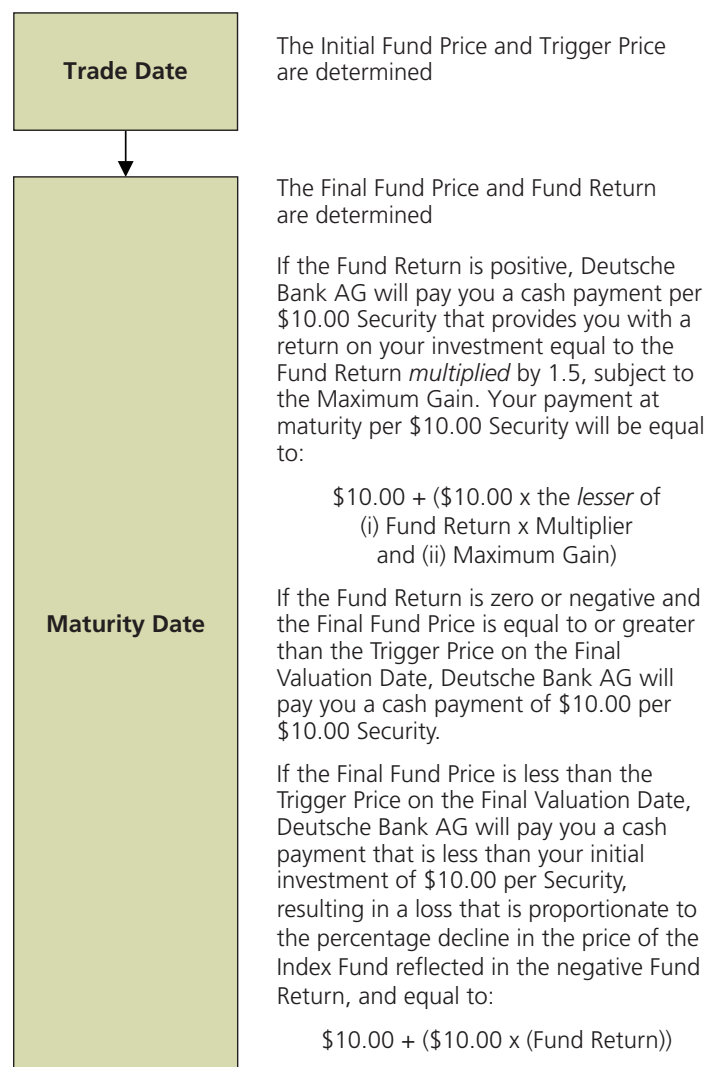 Trade Date
The Initial Fund Price and Trigger Price
are determined
Maturity Date
The Final Fund Price and Fund Return
are determined
If the Fund Return is positive, Deutsche
Bank AG will pay you a cash payment per
$10.00 Security that provides you with a
return on your investment equal to the
Fund Return multiplied by 1.5, subject to
the Maximum Gain. Your payment at
maturity per $10.00 Security will be equal
to:
$10.00 + ($10.00 x the lesser of
(i) Fund Return x Multiplier
and (ii) Maximum Gain)
If the Fund Return is zero or negative and
the Final Fund Price is equal to or greater
than the Trigger Price on the Final
Valuation Date, Deutsche Bank AG will
pay you a cash payment of $10.00 per
$10.00 Security.
If the Final Fund Price is less than the
Trigger Price on the Final Valuation Date,
Deutsche Bank AG will pay you a cash
payment that is less than your initial
investment of $10.00 per Security,
resulting in a loss that is proportionate to
the percentage decline in the price of the
Index Fund reflected in the negative Fund
Return, and equal to:
$10.00 + ($10.00 x (Fund Return))